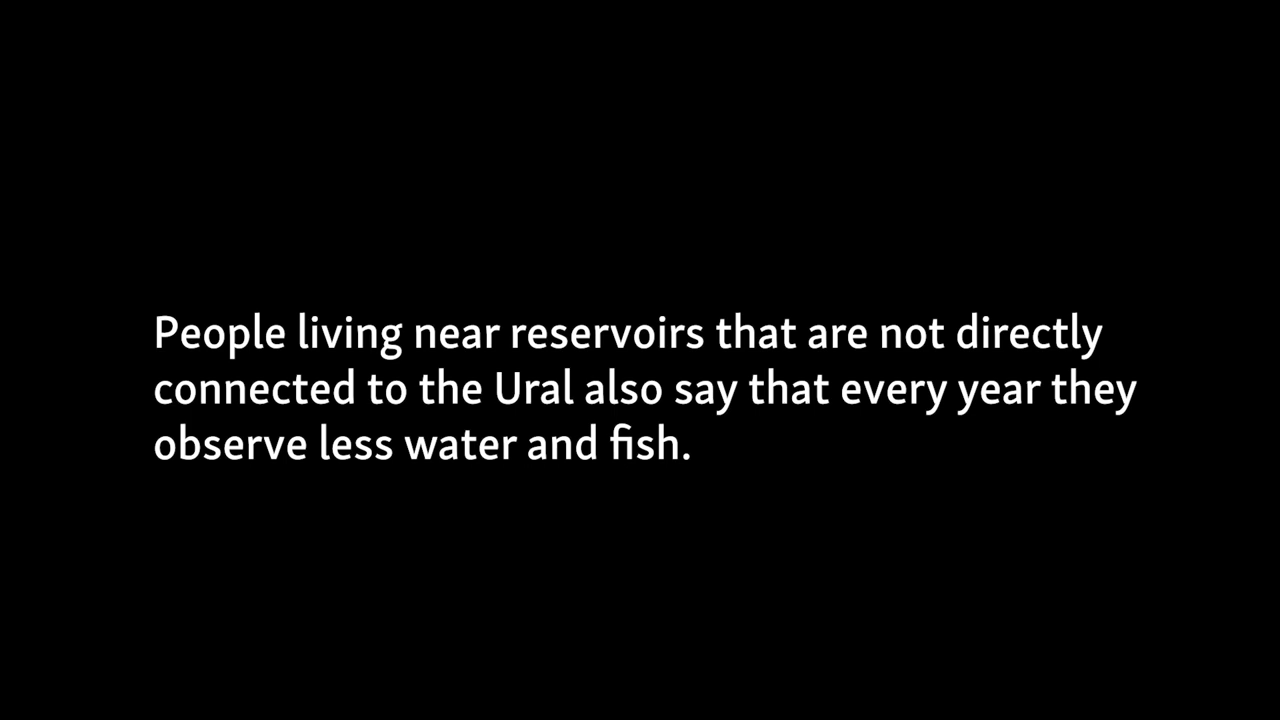 People living near reservoirs that are not directly
connected to the Ural also say that every year they
observe less water and fish.